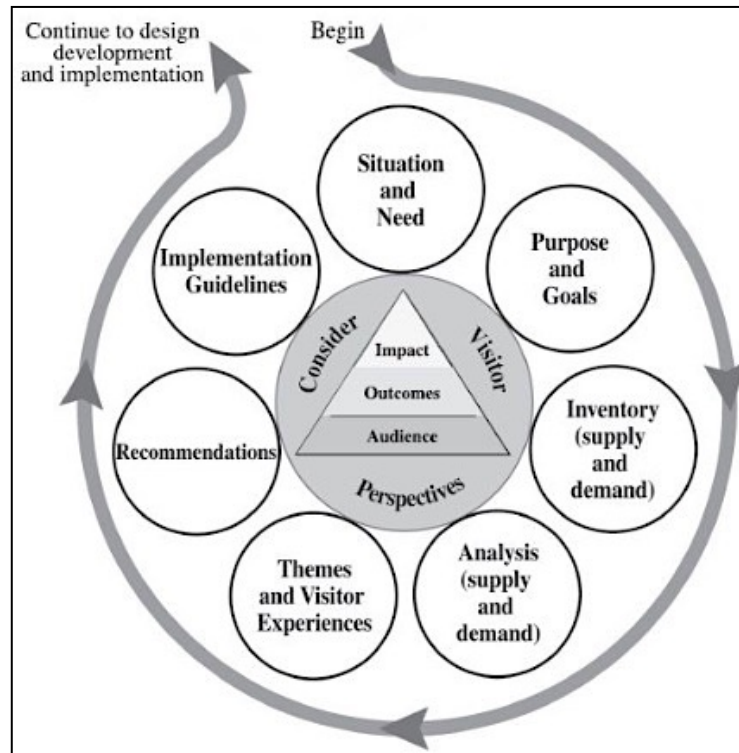 Continue to design
development
and implementation
Begin
Situation
and
Need
Purpose
and
Goals
Inventory
(supply
and
demand)
Analysis
(supply
and
demand)
Themes
and Visitor
Experiences
Recommendations
Implementation
Guidelines
Consider
Visitor
Perspectives
Impact
Outcomes
Audience